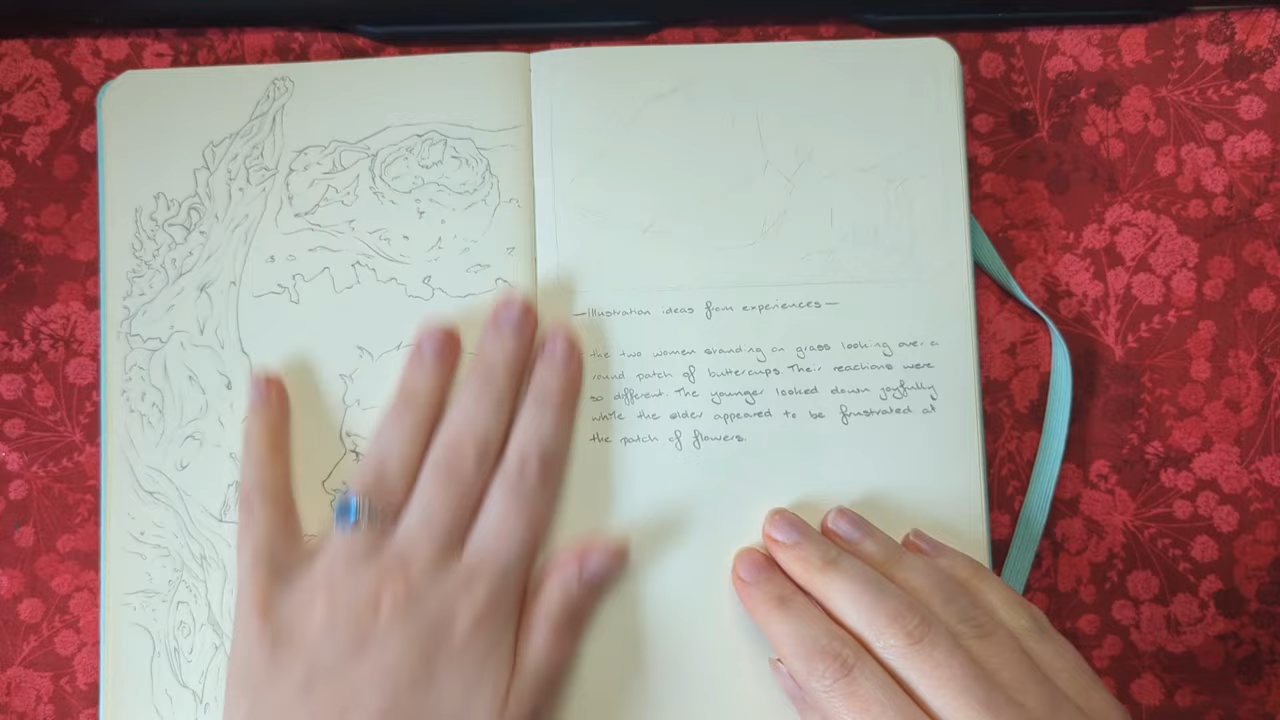 —Illustration ideas from experiences—
the two women standing on grass looking over a
round patch of buttercups. Their reactions were
so different. The younger looked down joyfully
while the older appeared to be frustrated at
the patch of flowers.